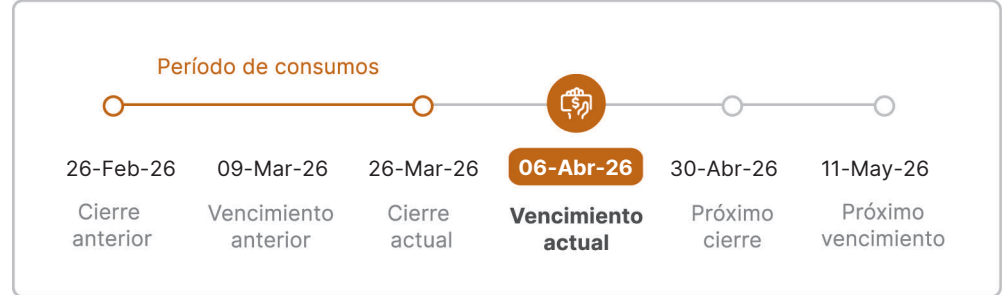 Período de consumos
$
26-Feb-26
09-Mar-26
26-Mar-26
06-Abr-26
30-Abr-26
11-May-26
Cierre
anterior
Vencimiento
anterior
Cierre
actual
Vencimiento
actual
Próximo
cierre
Próximo
vencimiento